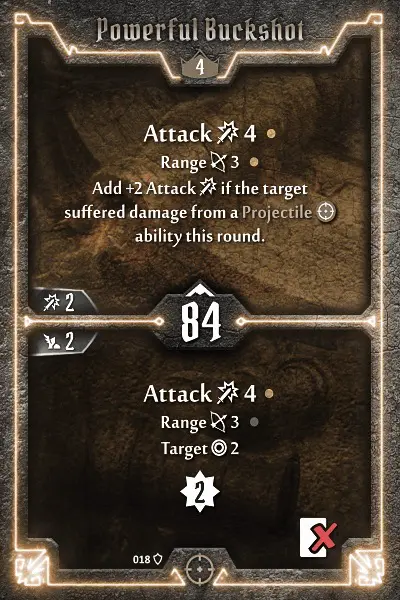 Powerful Buckshot
4
Attack 4
Range 3
Add +2 Attack if the target
suffered damage from a Projectile
ability this round.
2
84
2
Attack 4
Range 3
Target 2
2
018